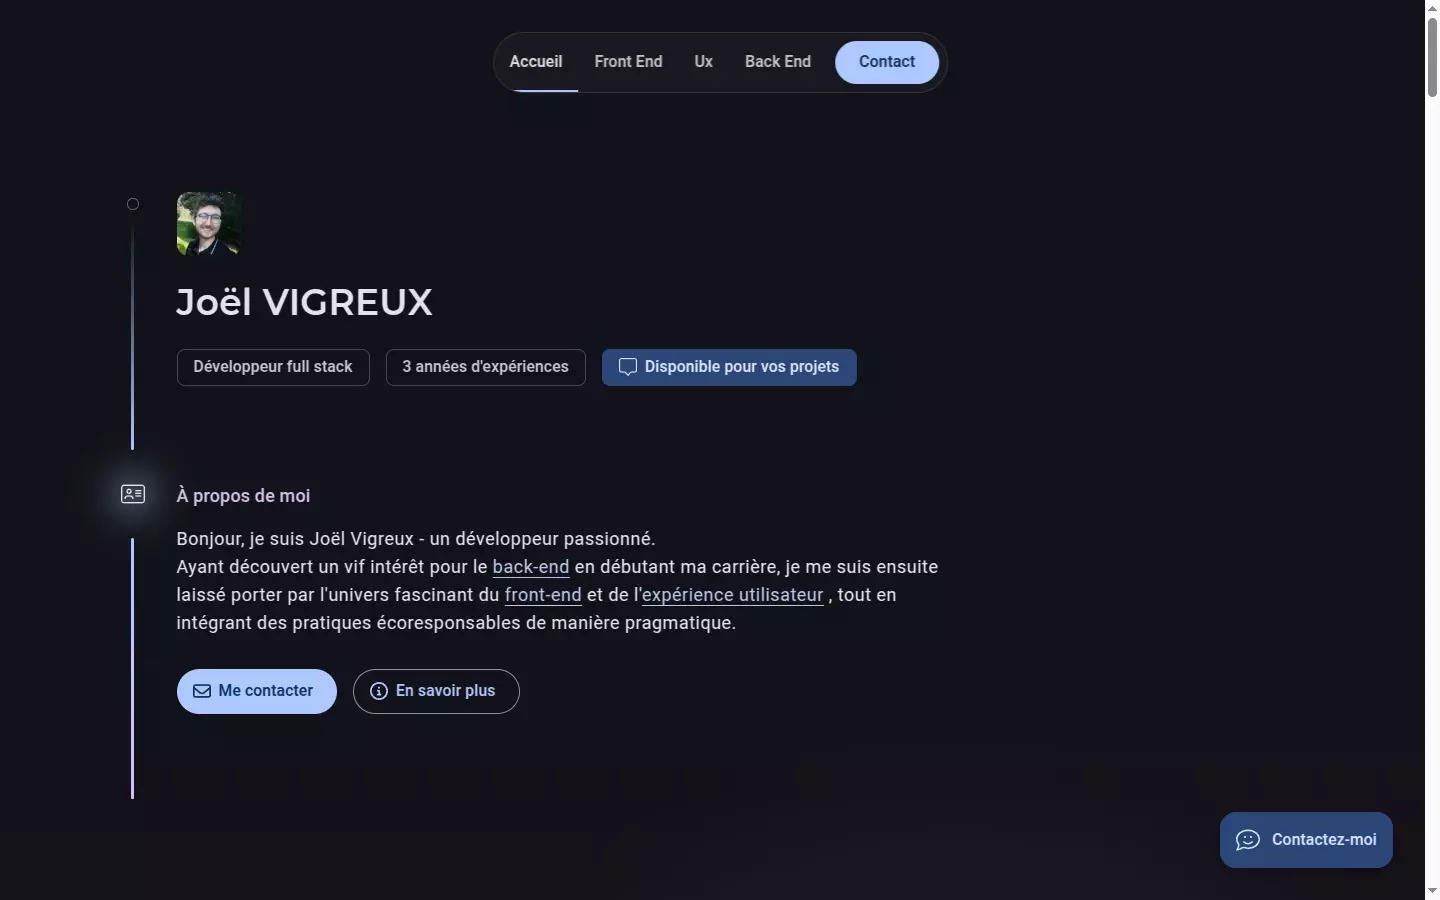 Accueil
Front End
Ux
Back End
Contact
Joël VIGREUX
Développeur full stack
3 années d'expériences
Disponible pour vos projets
À propos de moi
Bonjour, je suis Joël Vigreux - un développeur passionné.
Ayant découvert un vif intérêt pour le back-end en débutant ma carrière, je me suis ensuite
laissé porter par l'univers fascinant du front-end et de l'expérience utilisateur , tout en
intégrant des pratiques écoresponsables de manière pragmatique.
Me contacter
En savoir plus
Contactez-moi